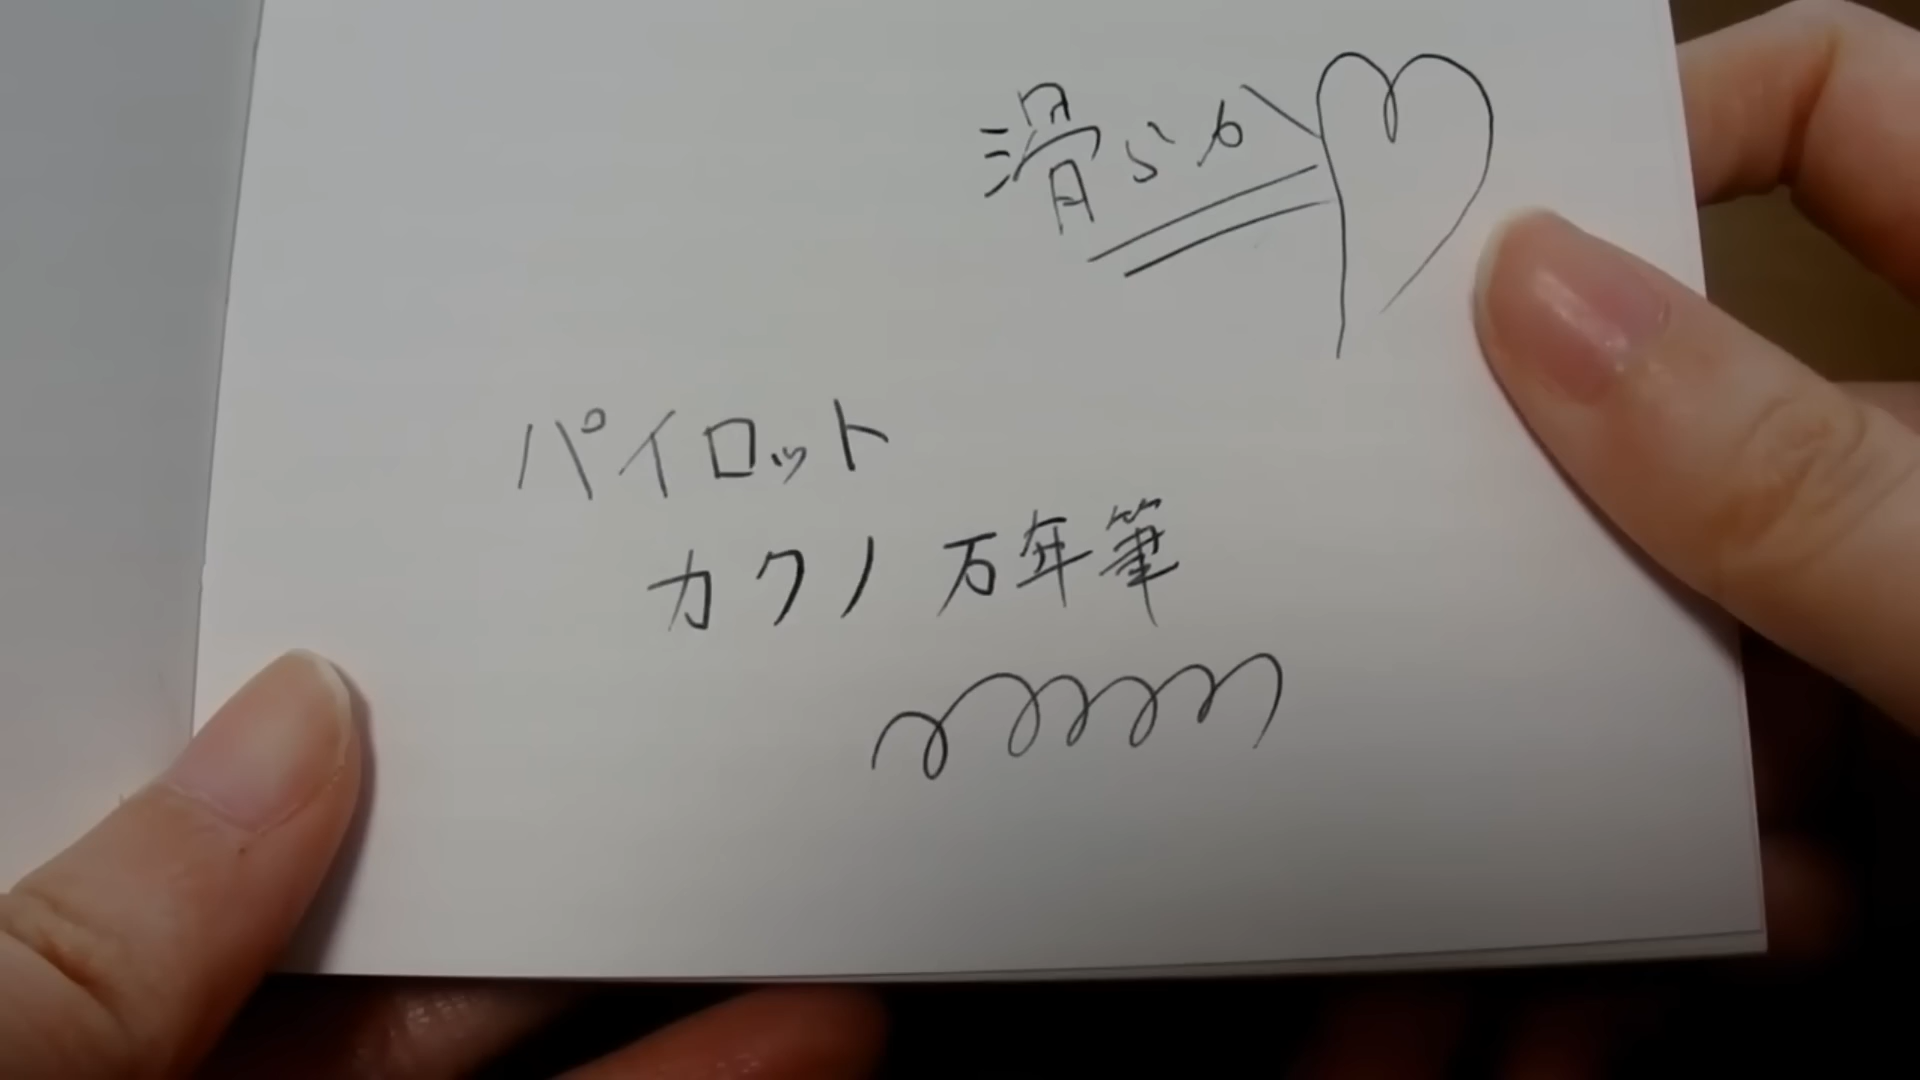 滑らか
パイロット
カクノ 万年筆